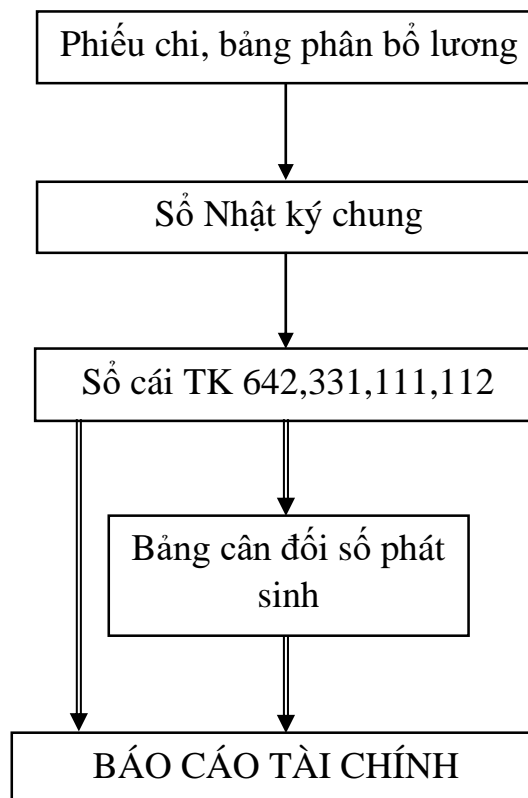 Phiếu chi, bảng phân bổ lương
Sổ Nhật ký chung
Sổ cái TK 642,331,111,112
Bảng cân đối số phát
sinh
BÁO CÁO TÀI CHÍNH